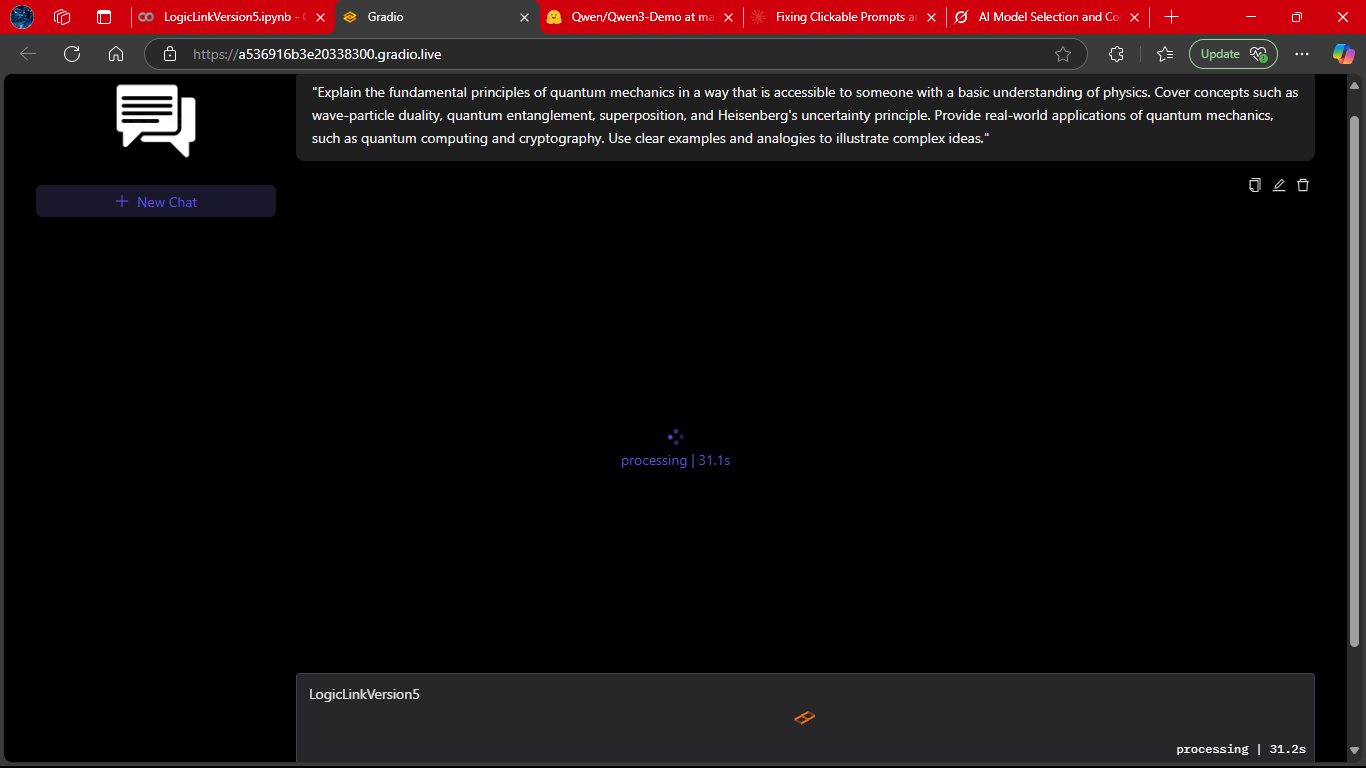 LogicLinkVersion5.ipynb - 
Gradio
Qwen/Qwen3-Demo at ma
Fixing Clickable Prompts
AI Model Selection and Co
https://a536916b3e20338300.gradio.live
Update
"Explain the fundamental principles of quantum mechanics in a way that is accessible to someone with a basic understanding of physics. Cover concepts such as
wave-particle duality, quantum entanglement, superposition, and Heisenberg's uncertainty principle. Provide real-world applications of quantum mechanics,
such as quantum computing and cryptography. Use clear examples and analogies to illustrate complex ideas."
New Chat
processing | 31.1s
LogicLinkVersion5
processing | 31.2s